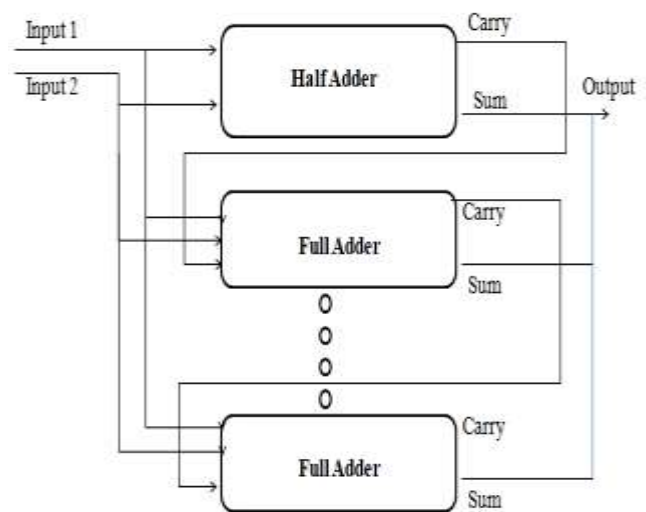 Input 1
Carry
Half Adder
Input 2
Sum
Output
Carry
Full Adder
Sum
Carry
Full Adder
Sum